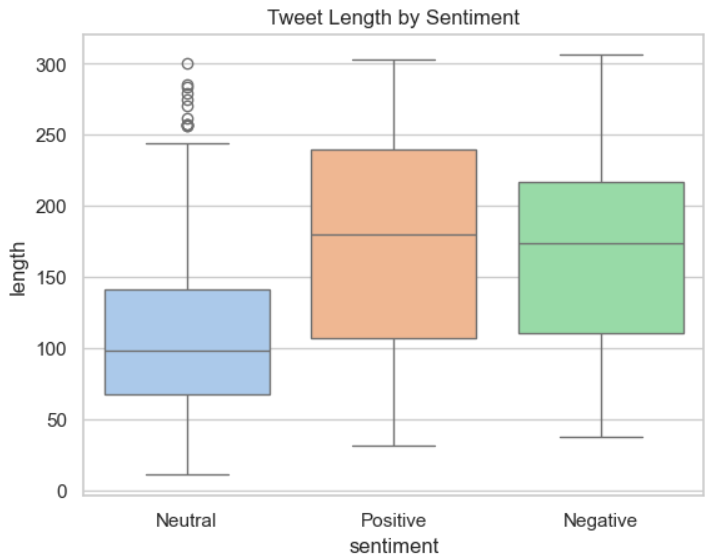 Tweet Length by Sentiment
300
250
200
150
100
50
0
length
Neutral Positive Negative
sentiment